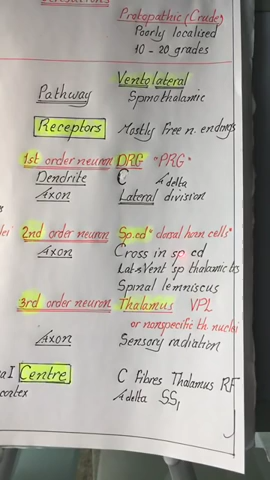 Protopathic (Crude)
Poorly localised
10 - 20 grades
Ventolateral
Pathway Spinothalamic
Receptors Mostly Free n. endings
1st order neuron DRG "PRG"
Dendrite C A delta
Axon Lateral division
2nd order neuron Sp.cd "dorsal horn cells"
Axon Cross in sp cd
Lat & Vent sp thalamic ts
Spinal lemniscus
3rd order neuron Thalamus VPL
or nonspecific th nuclei
Axon Sensory radiation
Centre C fibres Thalamus RF
cortex A delta SS1